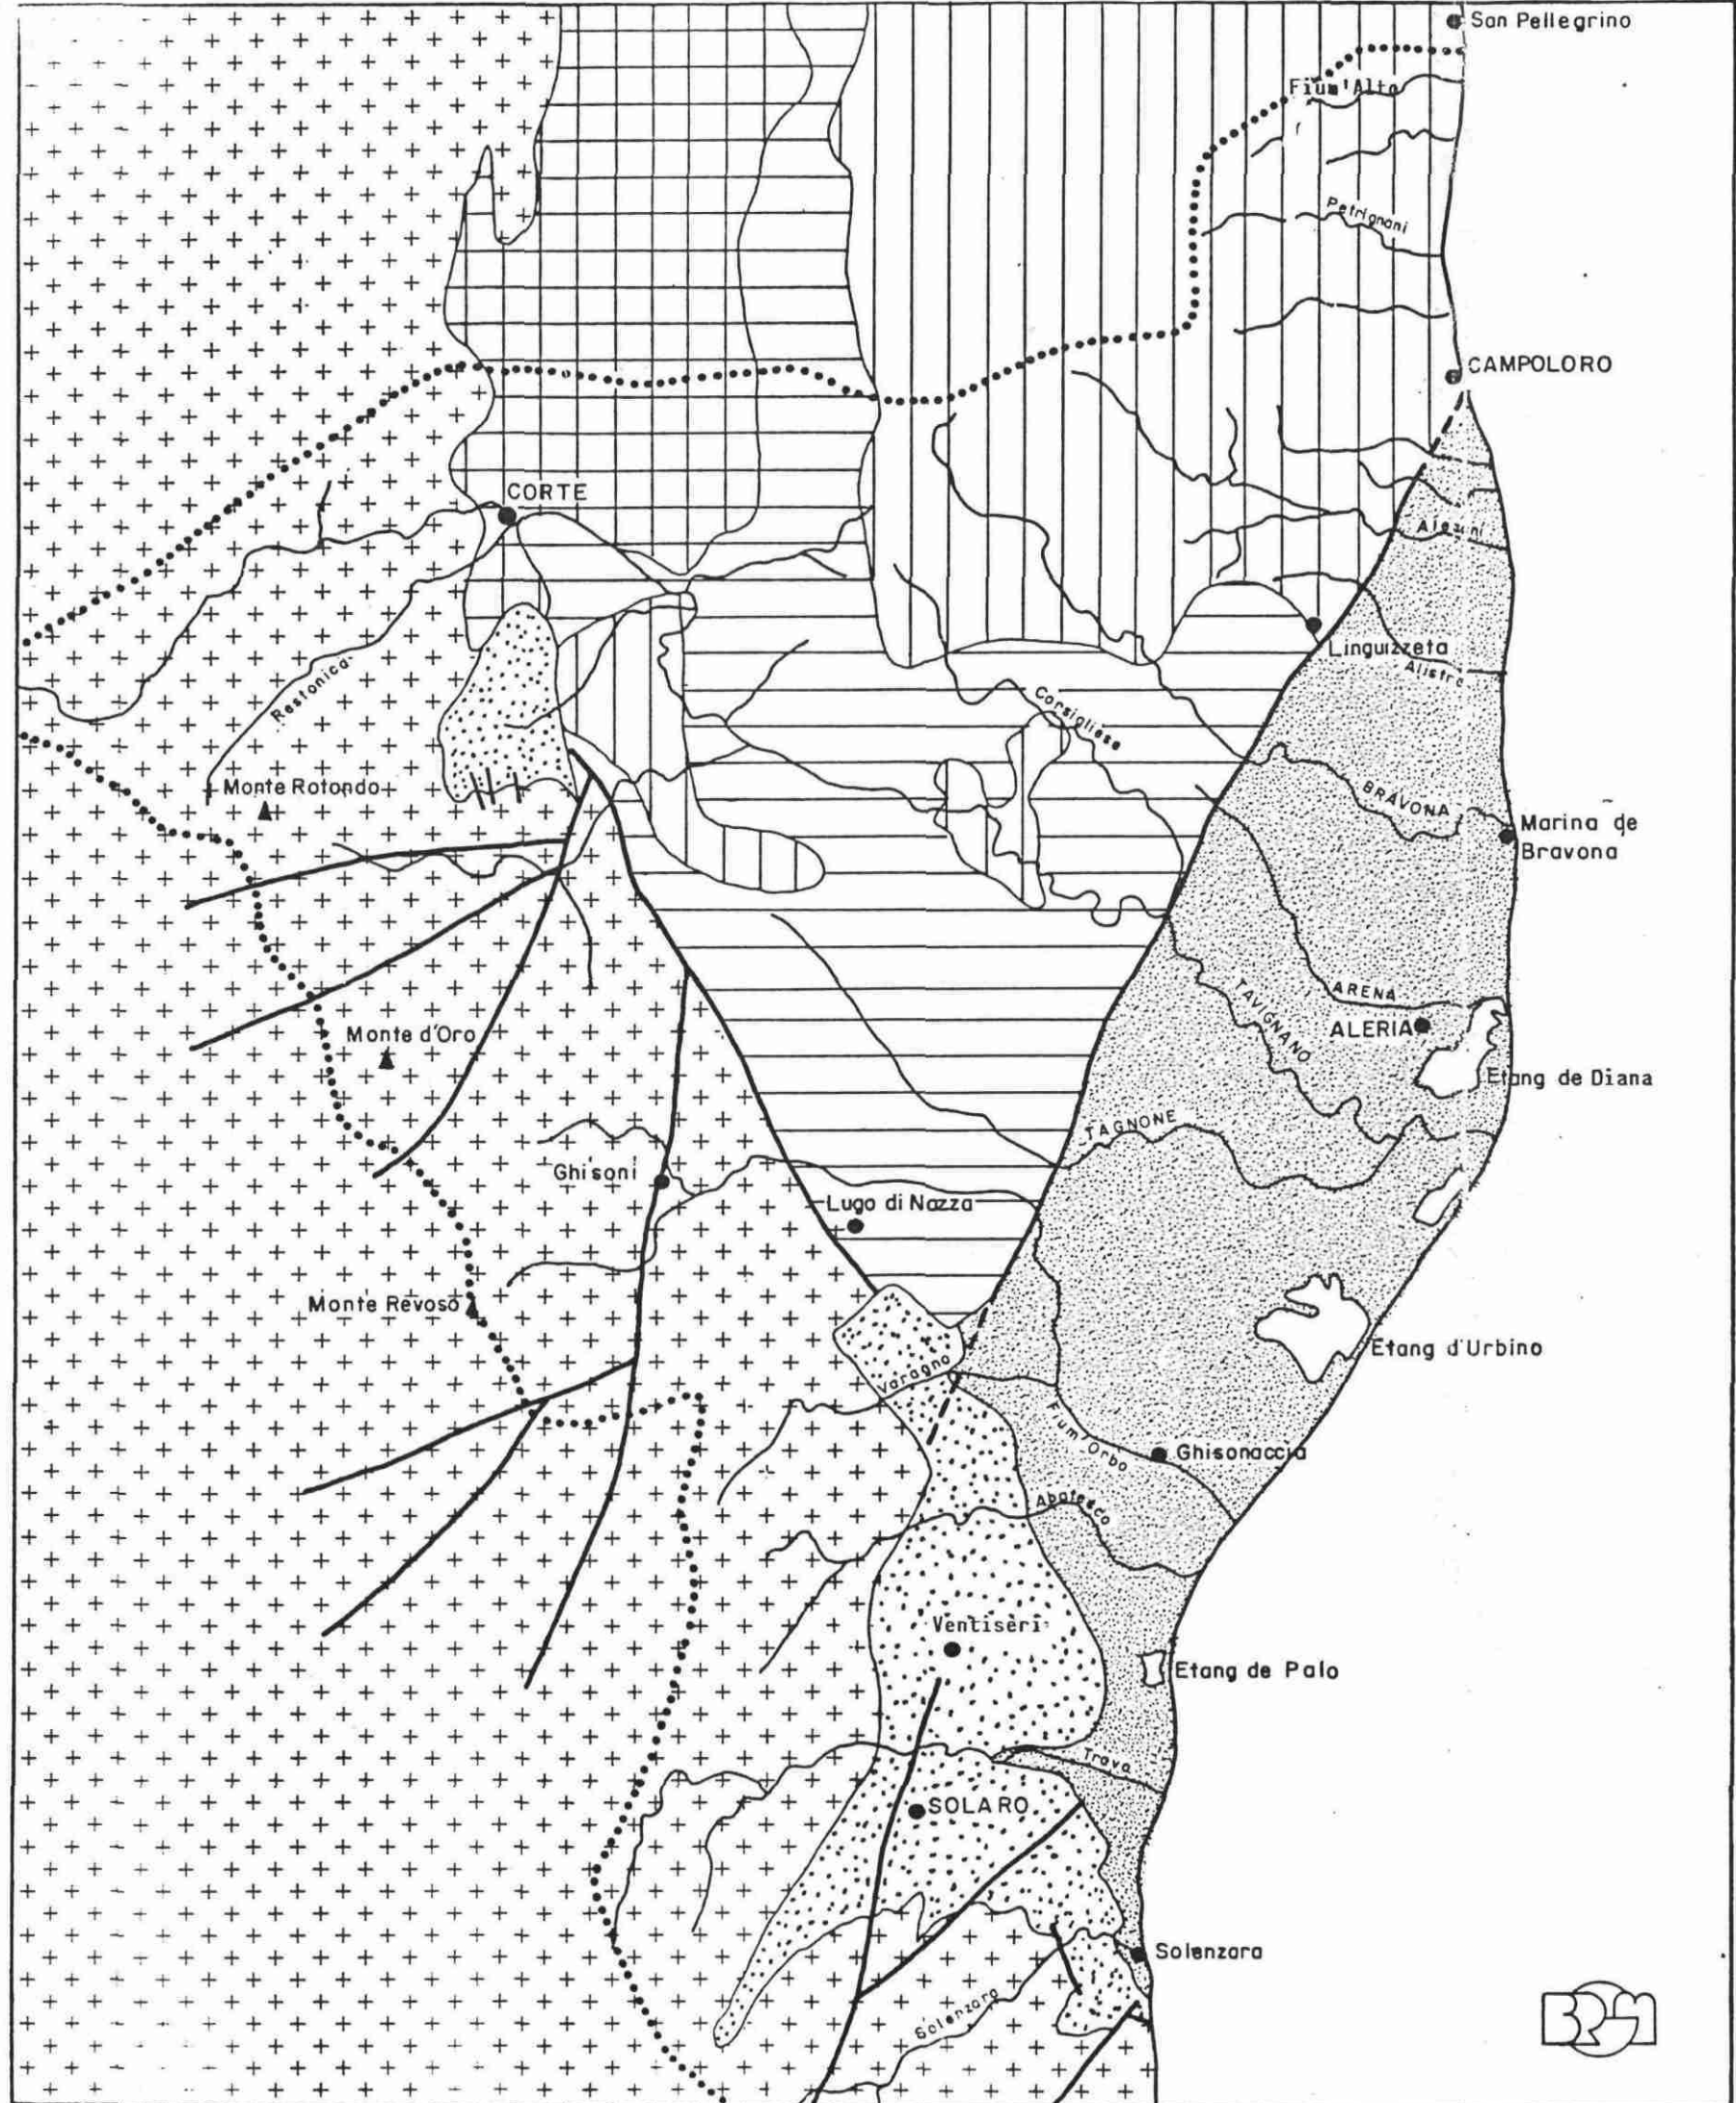 San Pellegrino
Fium'Alto
Petrignani
CAMPOLORO
CORTE
Alesani
Linguizzeta
Alistro
Restonica
Corsigliese
Monte Rotondo
BRAVONA
Marina de
Bravona
ARENA
TAVIGNANO
ALERIA
Monte d'Oro
Etang de Diana
TAGNONE
Ghisoni
Lugo di Nazza
Monte Revoso
Etang d'Urbino
Varagno
Fium'Orbo
Ghisonaccia
Abatesco
Ventiseri
Etang de Palo
Travo
SOLARO
Solenzara
Solenzara
BRGM